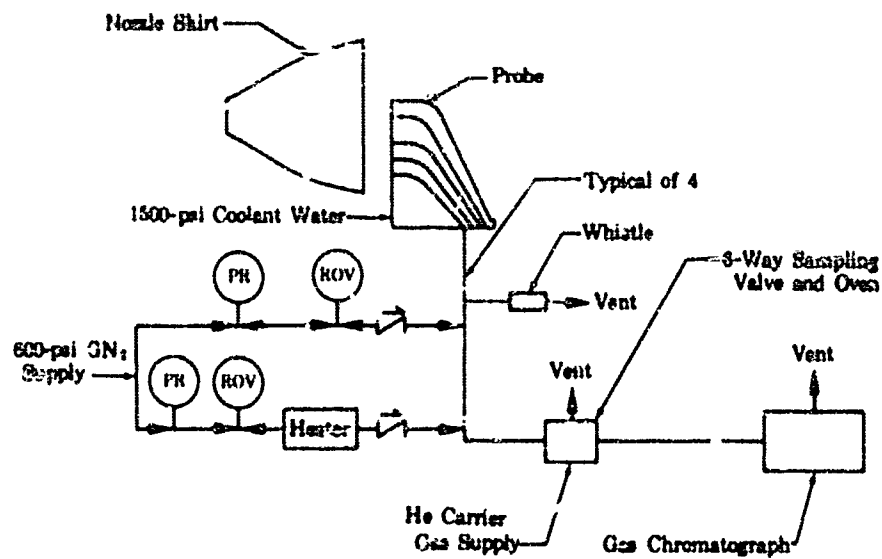 Nozzle Skirt
Probe
Typical of 4
1500-psi Coolant Water
Whistle
Vent
3-Way Sampling
Valve and Oven
PR
ROV
600-psi GN₂
Supply
PR
ROV
Heater
Vent
Vent
He Carrier
Gas Supply
Gas Chromatograph